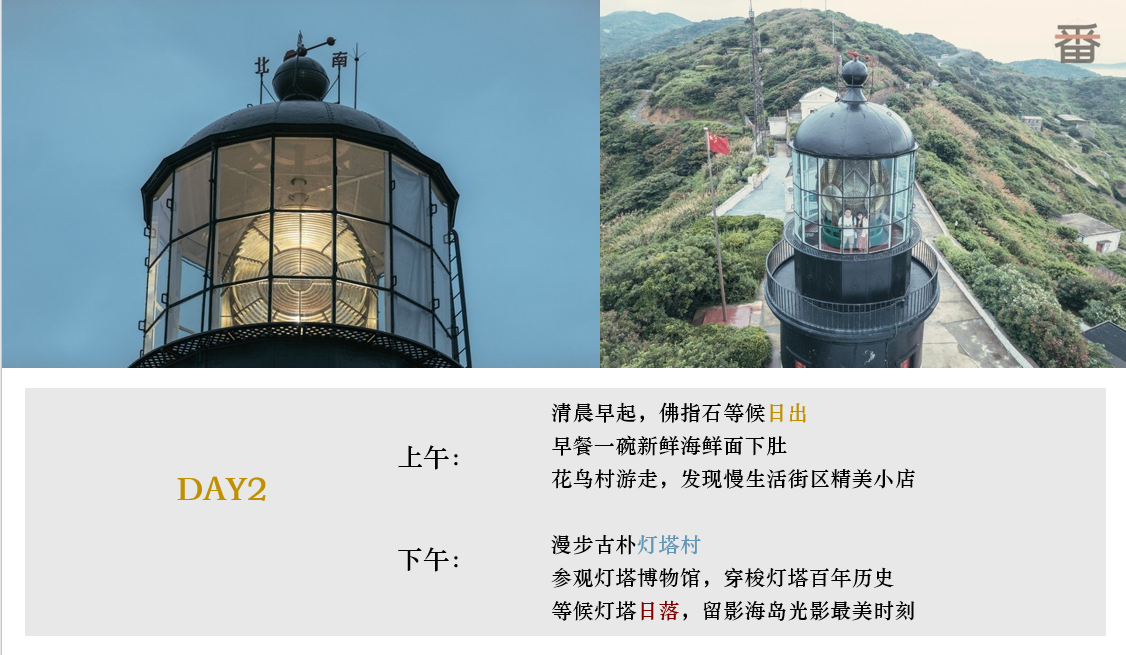 北 南
番
DAY2
上午：
清晨早起，佛指石等候日出
早餐一碗新鲜海鲜面下肚
花鸟村游走，发现慢生活街区精美小店
下午：
漫步古朴灯塔村
参观灯塔博物馆，穿梭灯塔百年历史
等候灯塔日落，留影海岛光影最美时刻